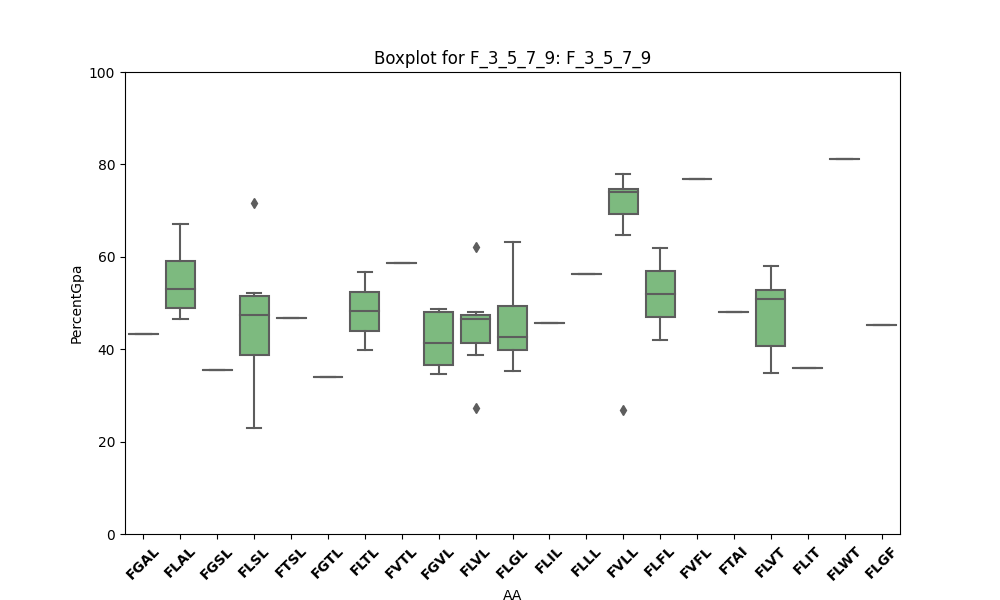 Boxplot for F_3_5_7_9: F_3_5_7_9
100
80
60
40
20
0
PercentGpa
FGAL FLAL FGSL FLSL FTSL FGTL FLTL FVTL FGVL FLVL FLGL FLIL FLLL FVLL FLFL FVFL FTAI FLVT FLIT FLWT FLGF
AA